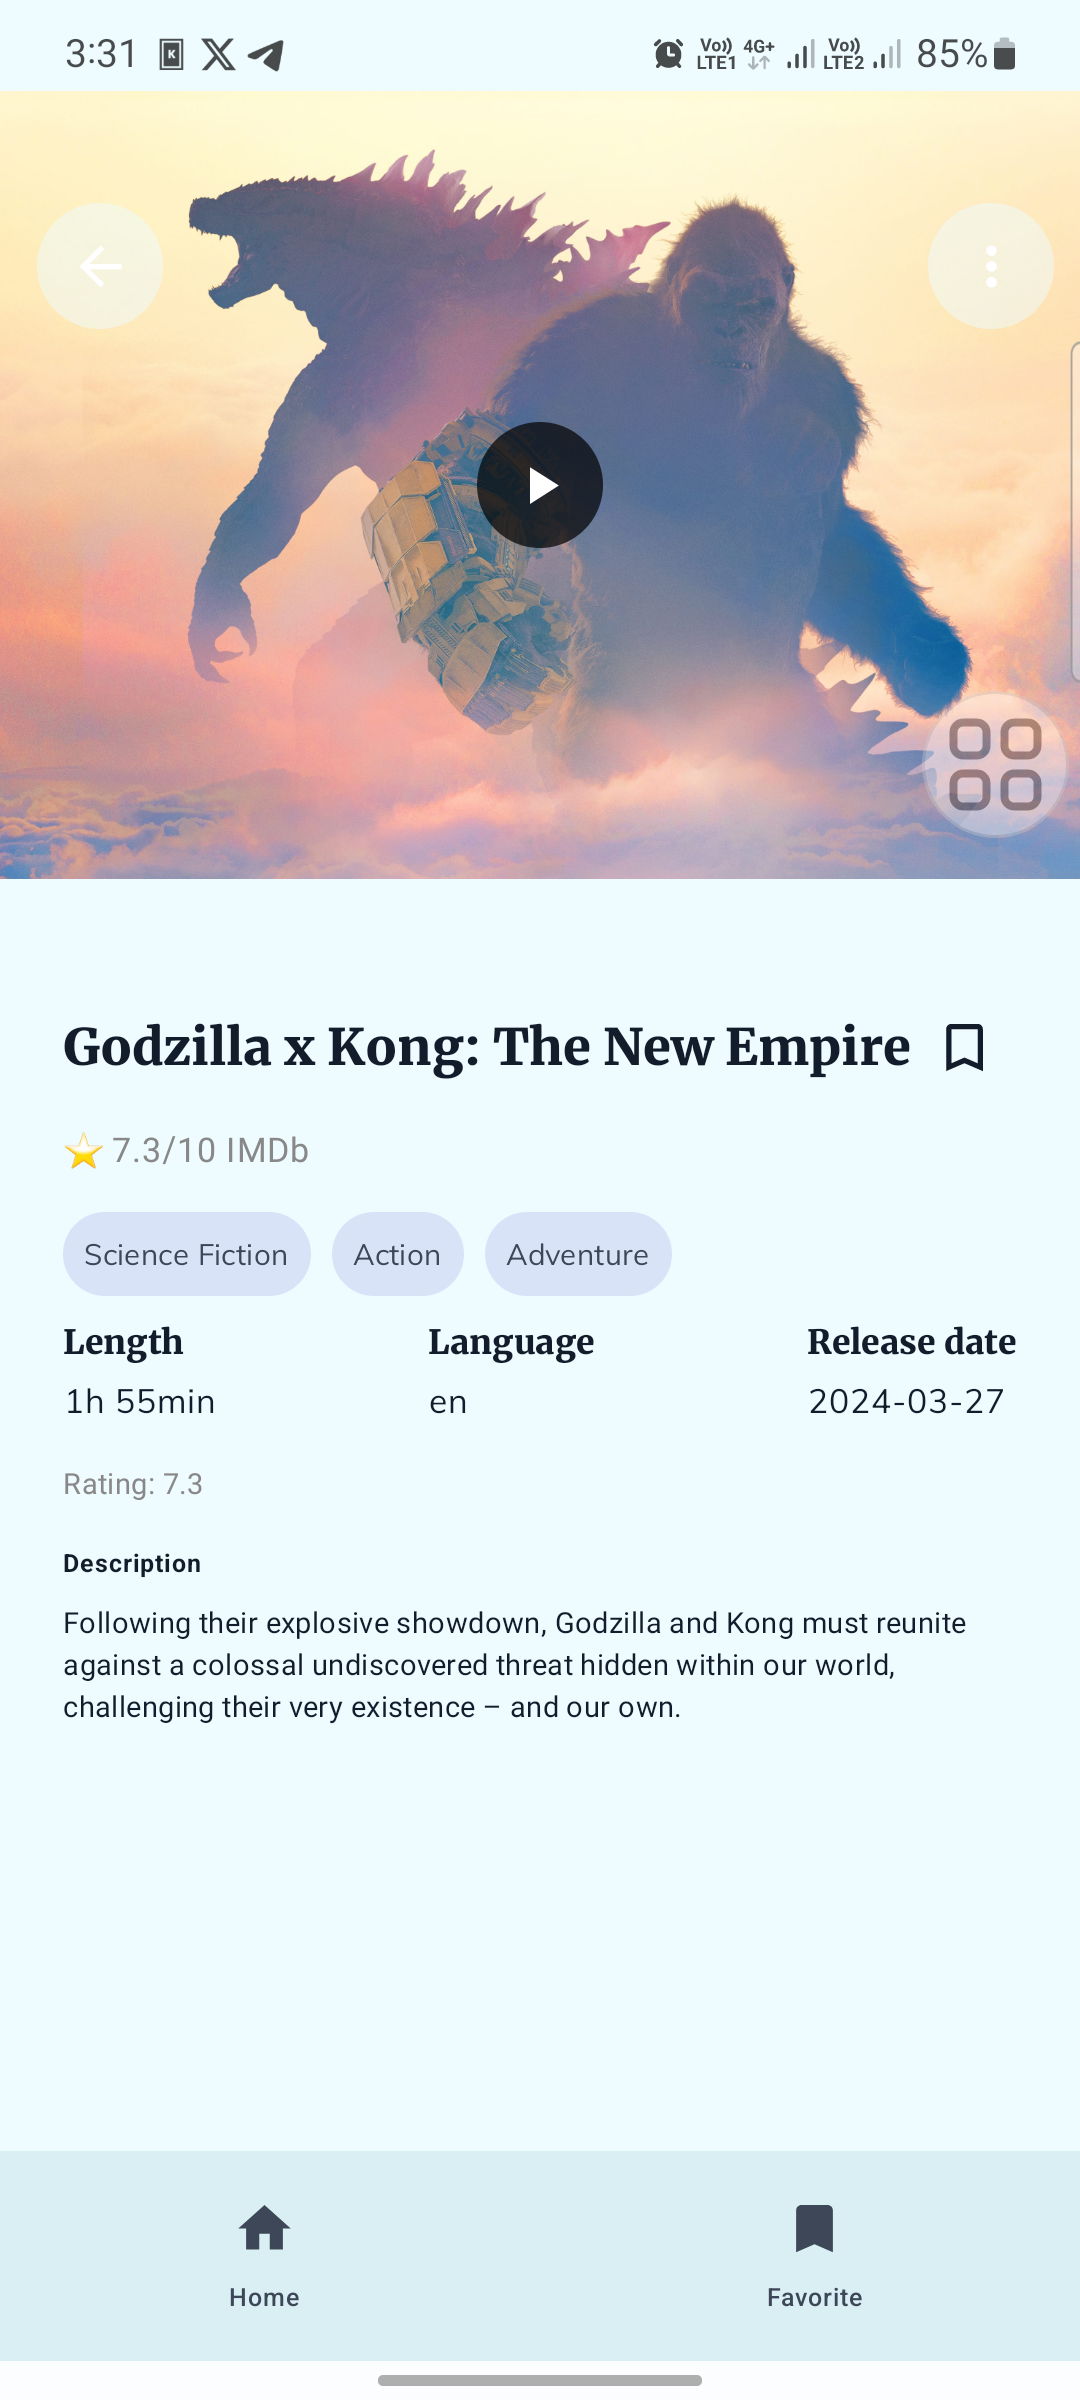 3:31 K X Vo)) LTE1 4G+ Vo)) LTE2 85%
Godzilla x Kong: The New Empire
7.3/10 IMDb
Science Fiction Action Adventure
Length Language Release date
1h 55min en 2024-03-27
Rating: 7.3
Description
Following their explosive showdown, Godzilla and Kong must reunite
against a colossal undiscovered threat hidden within our world,
challenging their very existence – and our own.
Home Favorite